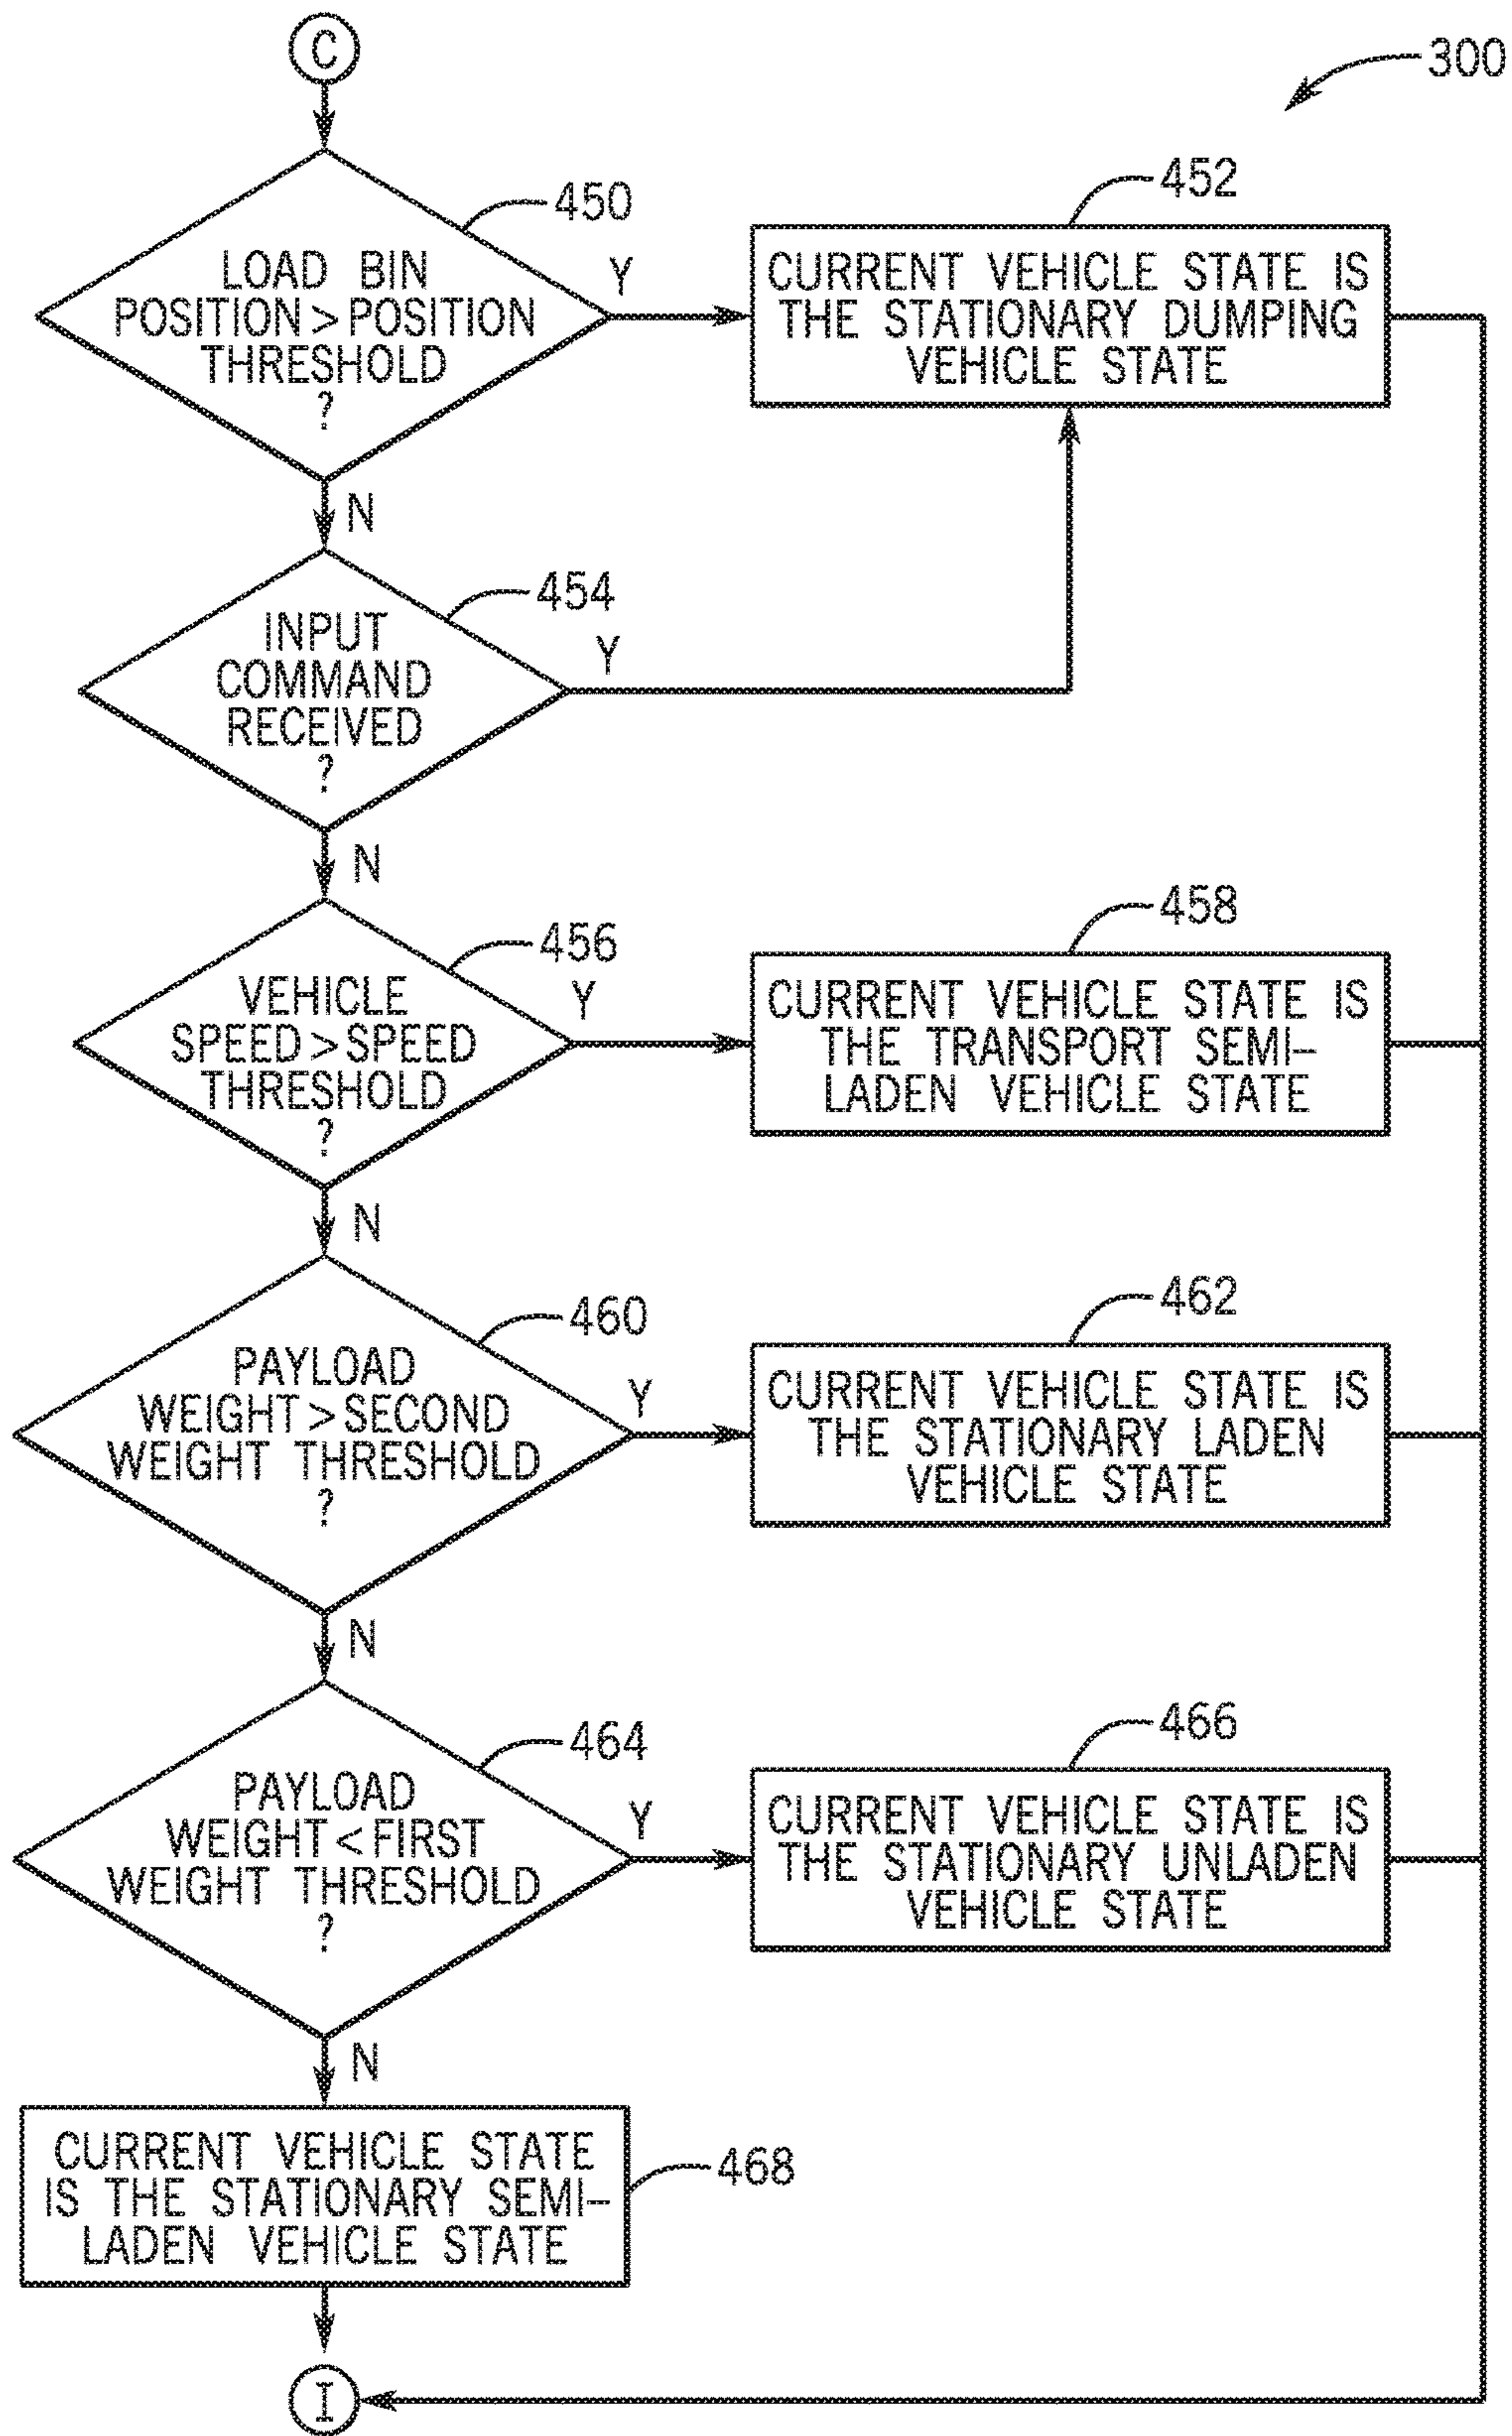 C
300
450
LOAD BIN
POSITION > POSITION
THRESHOLD
?
Y
452
CURRENT VEHICLE STATE IS
THE STATIONARY DUMPING
VEHICLE STATE
N
454
INPUT
COMMAND
RECEIVED
?
Y
N
456
VEHICLE
SPEED > SPEED
THRESHOLD
?
Y
458
CURRENT VEHICLE STATE IS
THE TRANSPORT SEMI-
LADEN VEHICLE STATE
N
460
PAYLOAD
WEIGHT > SECOND
WEIGHT THRESHOLD
?
Y
462
CURRENT VEHICLE STATE IS
THE STATIONARY LADEN
VEHICLE STATE
N
464
PAYLOAD
WEIGHT < FIRST
WEIGHT THRESHOLD
?
Y
466
CURRENT VEHICLE STATE IS
THE STATIONARY UNLADEN
VEHICLE STATE
N
CURRENT VEHICLE STATE
IS THE STATIONARY SEMI-
LADEN VEHICLE STATE
468
I